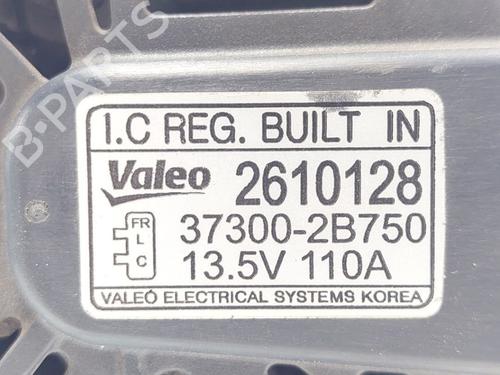 B-PARTS
I.C REG. BUILT IN
Valeo 2610128
FR
L
C
37300-2B750
13.5V 110A
VALEO ELECTRICAL SYSTEMS KOREA